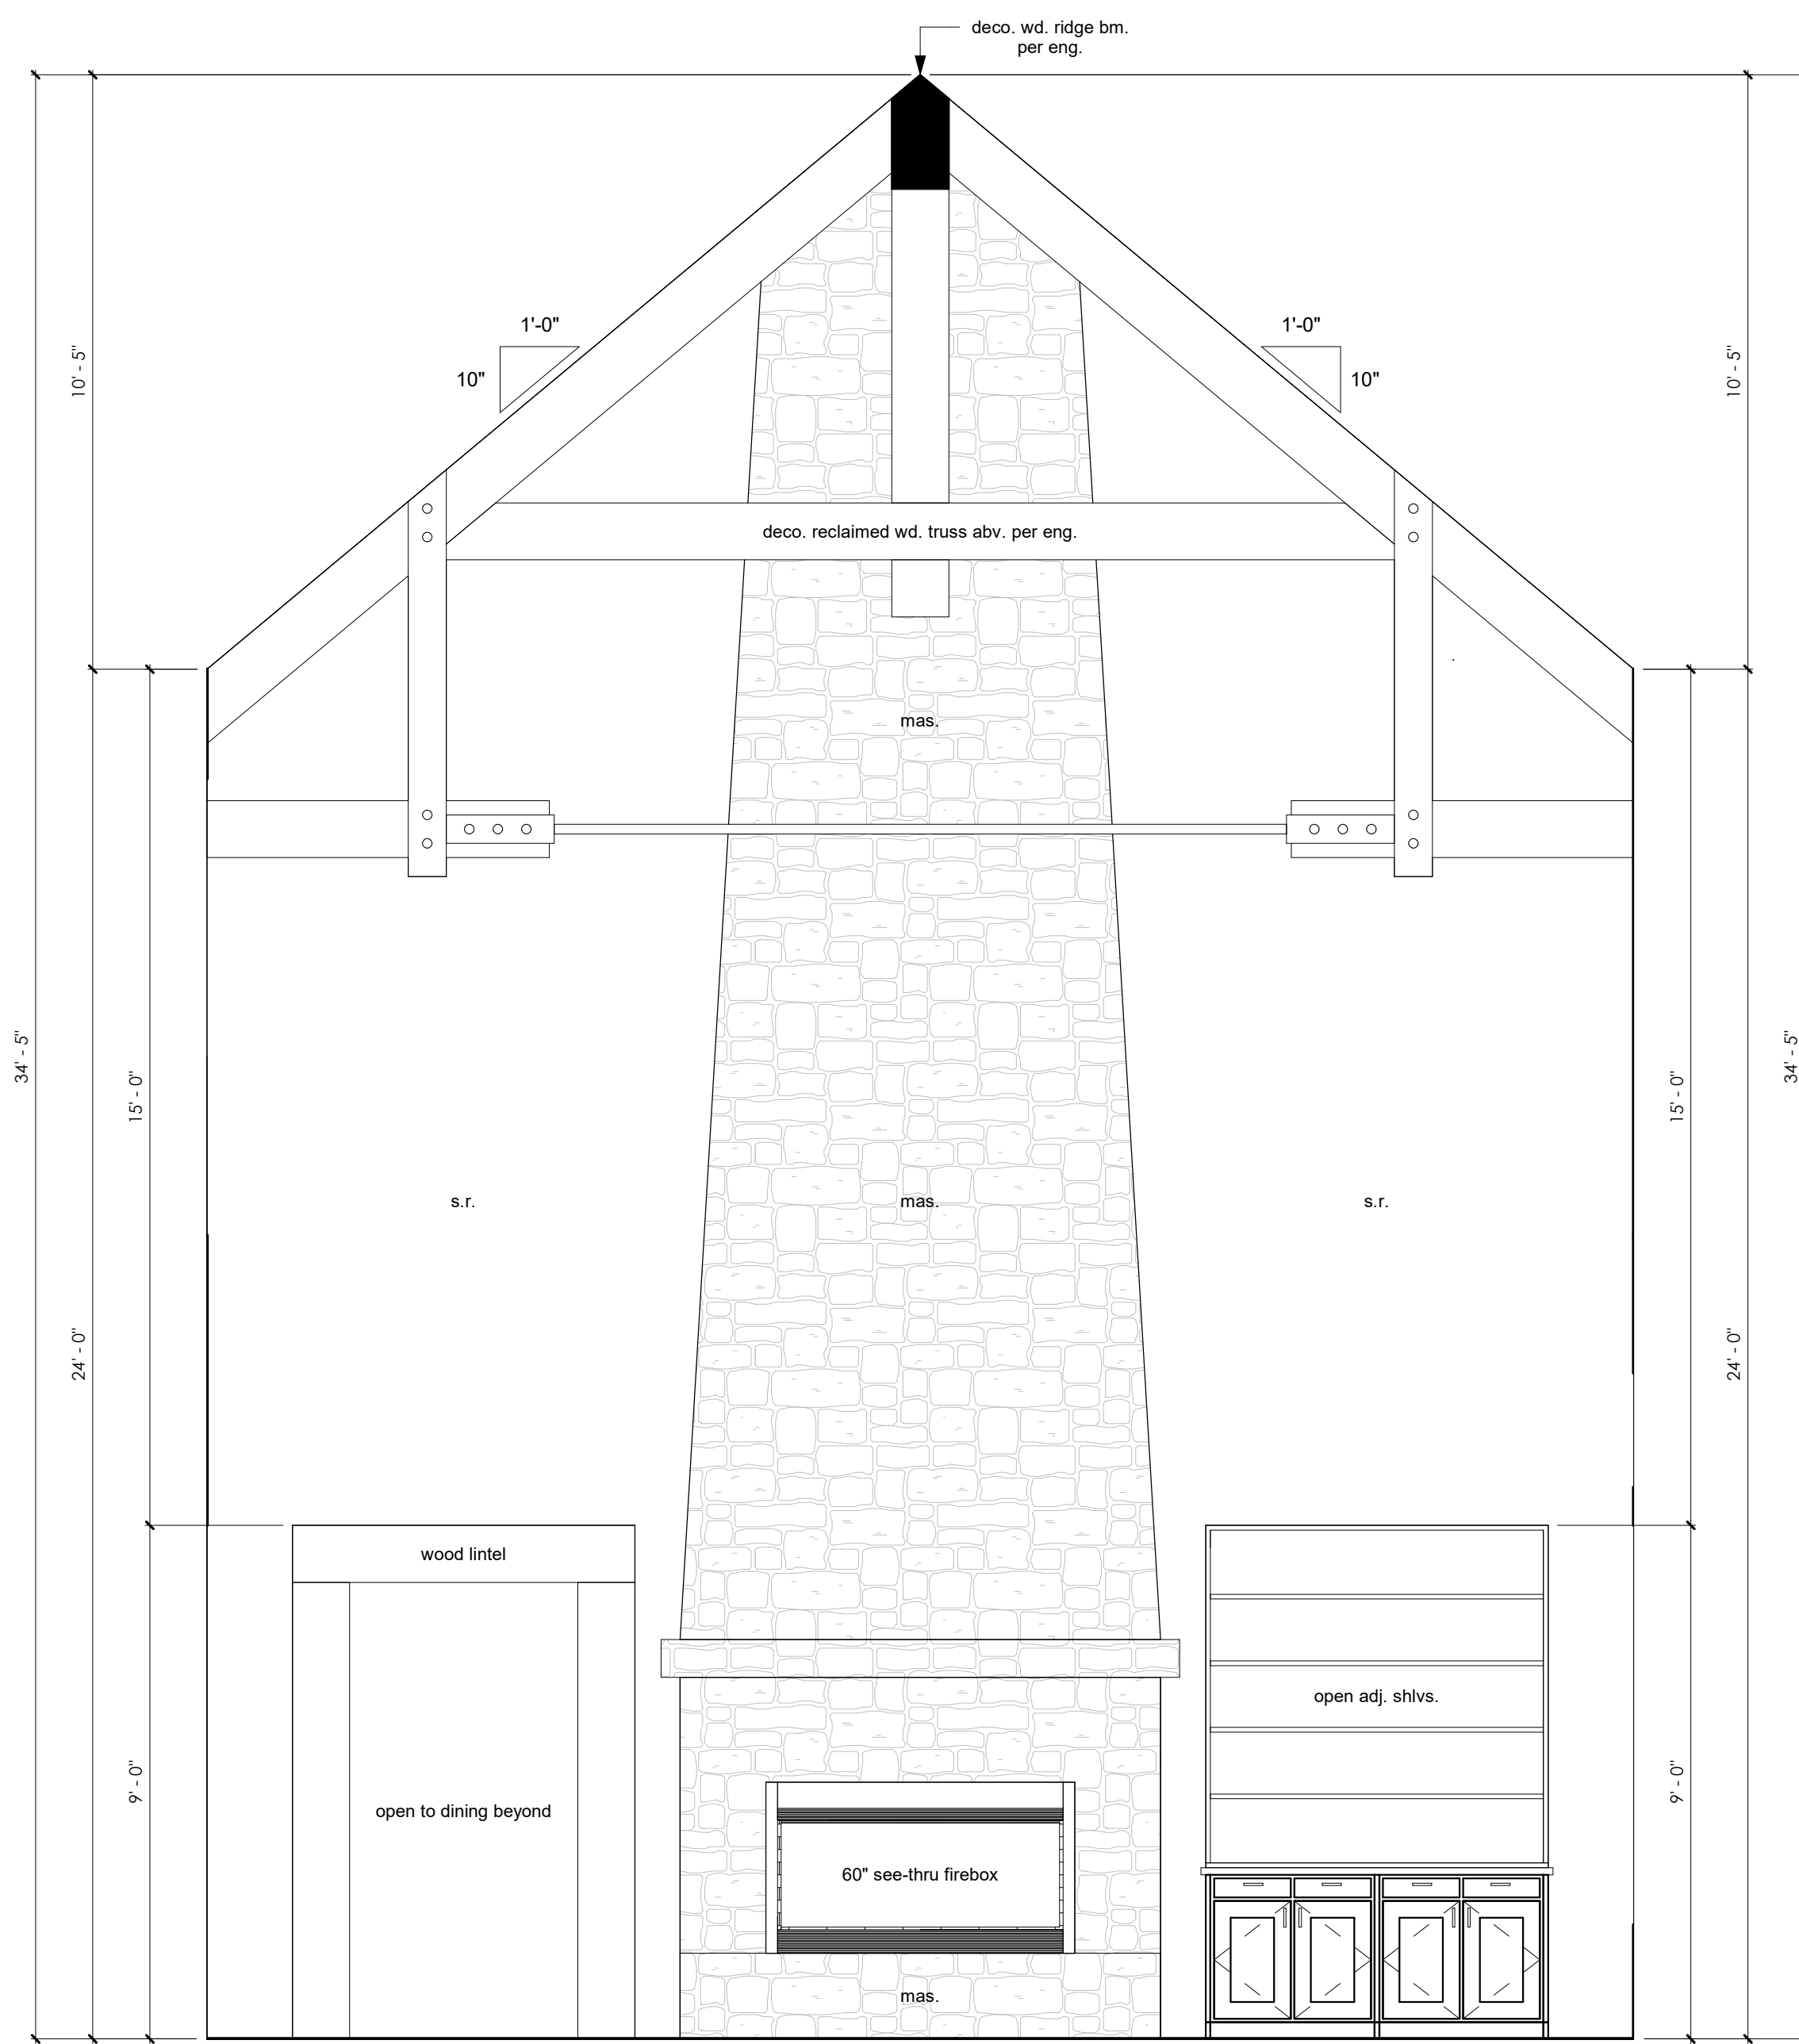 deco. wd. ridge bm.
per eng.
1'-0"
10"
1'-0"
10"
10' - 5"
10' - 5"
deco. reclaimed wd. truss abv. per eng.
mas.
34' - 5"
15' - 0"
15' - 0"
34' - 5"
s.r.
mas.
s.r.
24' - 0"
24' - 0"
wood lintel
open adj. shlvs.
9' - 0"
9' - 0"
open to dining beyond
60" see-thru firebox
mas.